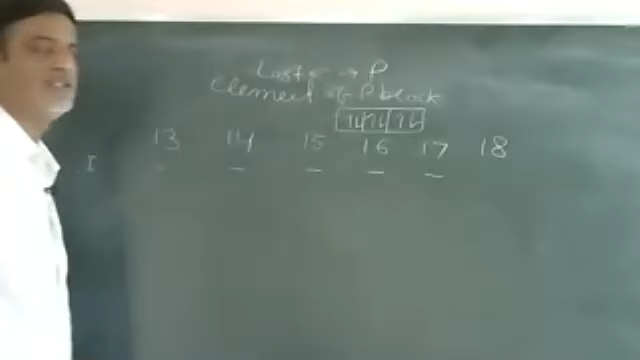 Last e⁻ → P
Element of P block
13 14 15 16 17 18
I – – – – –